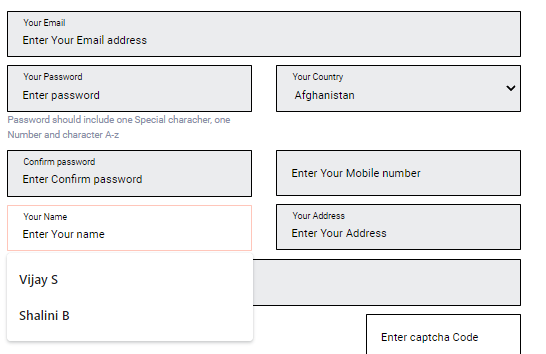 Your Email
Enter Your Email address
Your Password
Enter password
Your Country
Afghanistan
Password should include one Special characher, one
Number and character A-z
Confirm password
Enter Confirm password
Enter Your Mobile number
Your Name
Enter Your name
Your Address
Enter Your Address
Vijay S
Shalini B
Enter captcha Code